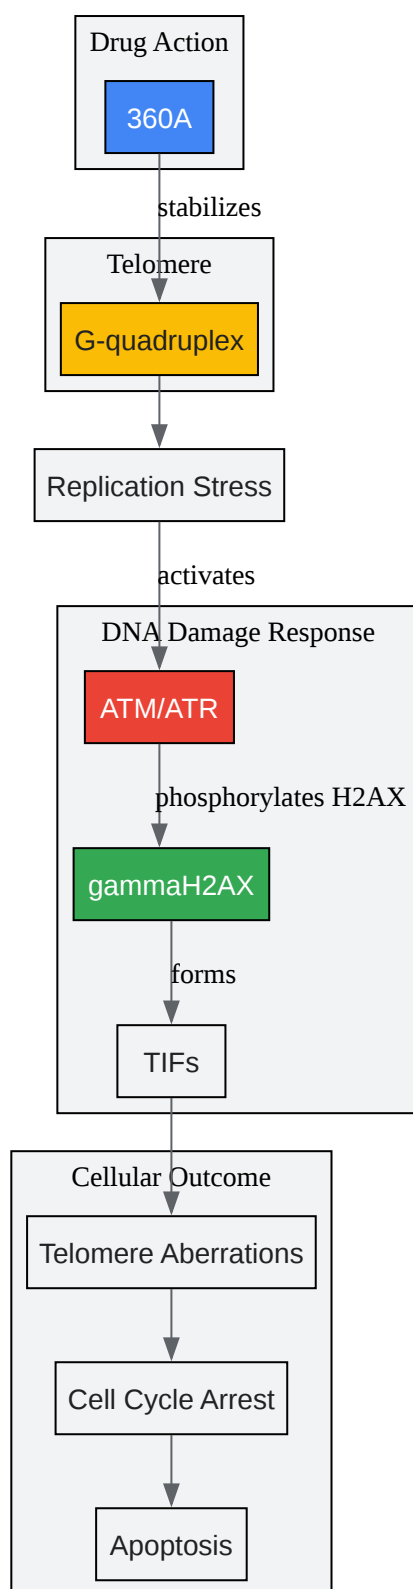 Drug Action
360A
stabilizes
Telomere
G-quadruplex
Replication Stress
activates
DNA Damage Response
ATM/ATR
phosphorylates H2AX
gammaH2AX
forms
TIFs
Cellular Outcome
Telomere Aberrations
Cell Cycle Arrest
Apoptosis